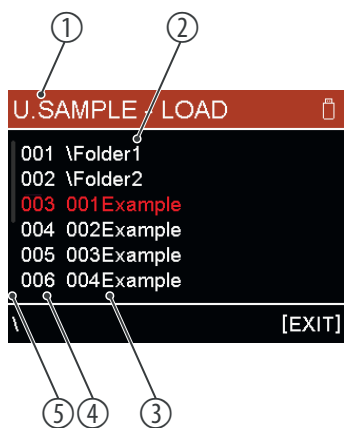 ① ②
U.SAMPLE - LOAD
001 \Folder1
002 \Folder2
003 001Example
004 002Example
005 003Example
006 004Example
\ [EXIT]
⑤ ④ ③